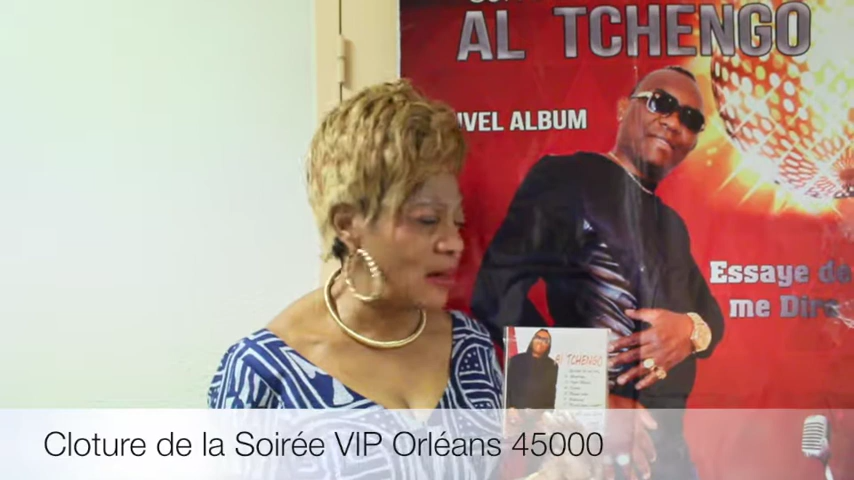 AL TCHENGO
VEL ALBUM
Essaye de
me Dire
AL TCHENGO
Cloture de la Soirée VIP Orléans 45000